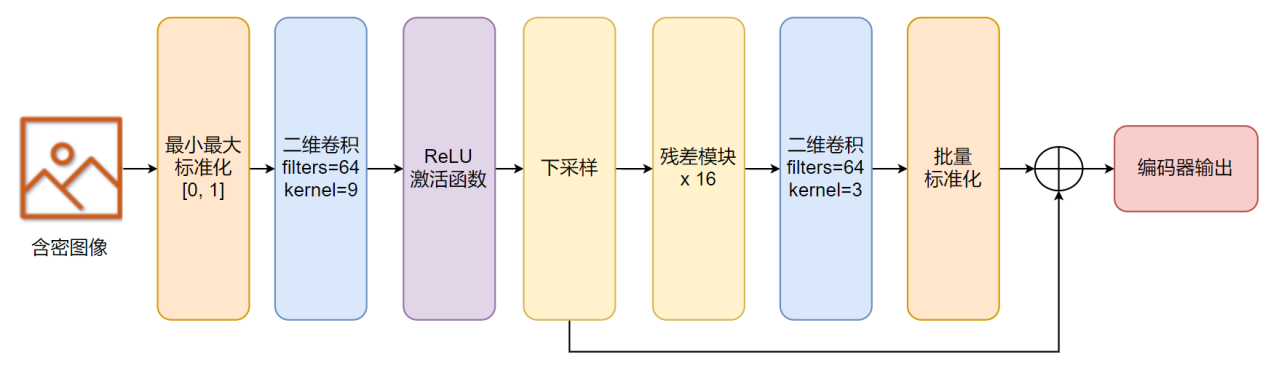 含密图像
最小最大
标准化
[0, 1]
二维卷积
filters=64
kernel=9
ReLU
激活函数
下采样
残差模块
x 16
二维卷积
filters=64
kernel=3
批量
标准化
编码器输出